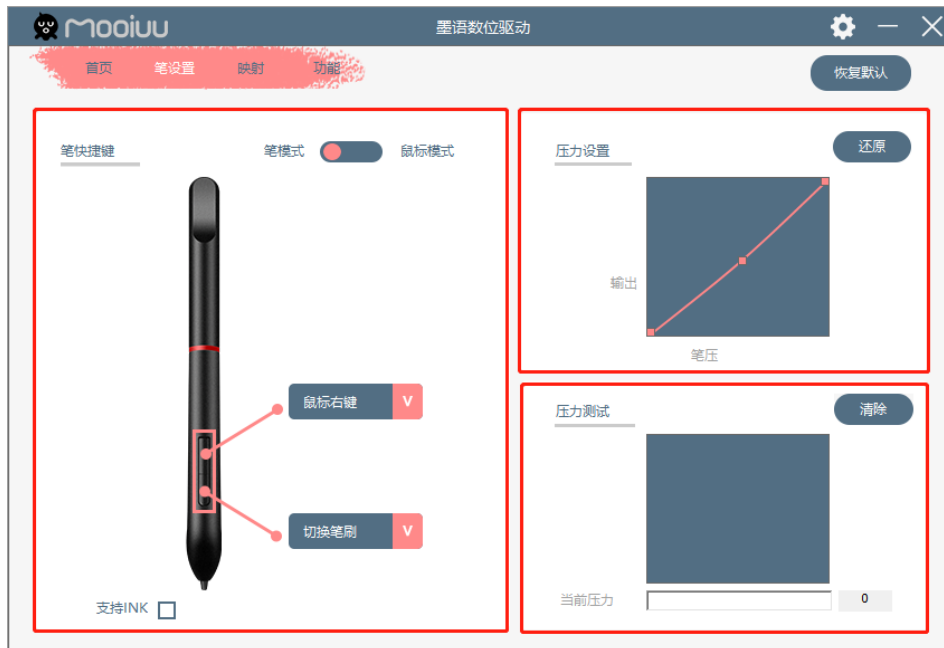 Mooiuu
墨语数位驱动
首页 笔设置 映射 功能
恢复默认
笔快捷键
笔模式 鼠标模式
鼠标右键 V
切换笔刷 V
支持INK
压力设置
还原
输出
笔压
压力测试
清除
当前压力 0